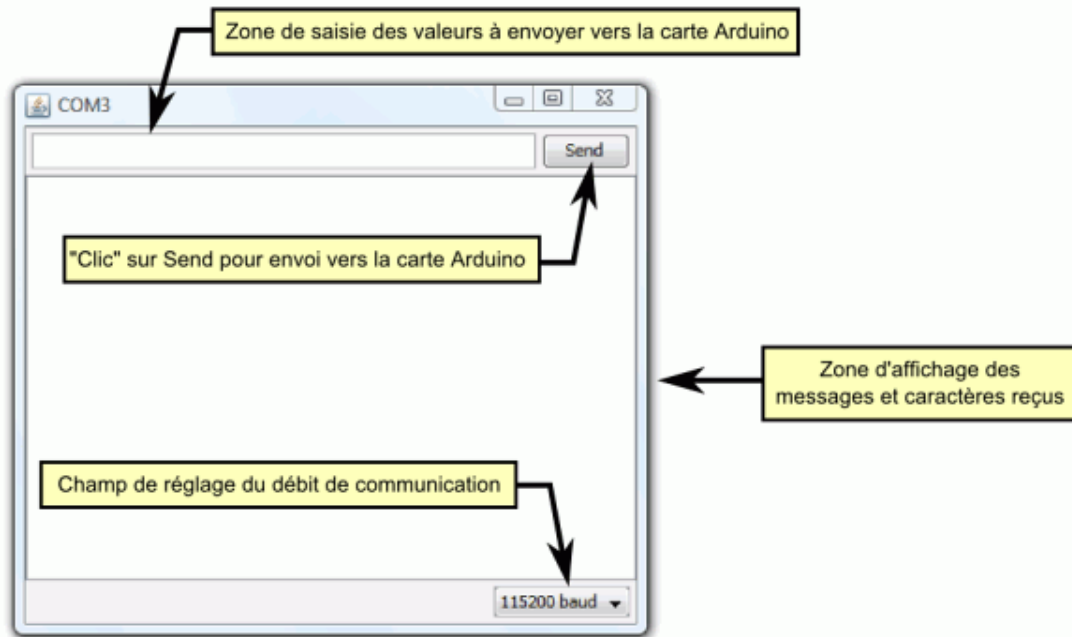 Zone de saisie des valeurs à envoyer vers la carte Arduino
COM3
Send
"Clic" sur Send pour envoi vers la carte Arduino
Zone d'affichage des
messages et caractères reçus
Champ de réglage du débit de communication
115200 baud